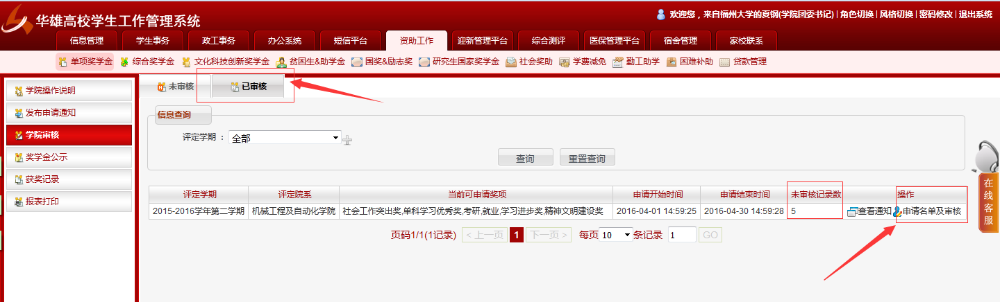 华雄高校学生工作管理系统
欢迎您，来自福州大学的夏钢(学院团委书记) | 角色切换 | 风格切换 | 密码修改 | 退出系统
信息管理 学生事务 政工事务 办公系统 短信平台 资助工作 迎新管理平台 综合测评 医保管理平台 宿舍管理 家校联系
单项奖学金 综合奖学金 文化科技创新奖学金 贫困生&助学金 国奖&励志奖 研究生国家奖学金 社会奖助 学费减免 勤工助学 困难补助 贷款管理
学院操作说明
发布申请通知
学院审核
奖学金公示
获奖记录
报表打印
未审核 已审核
信息查询
评定学期 ： 全部
查询 重置查询
评定学期 评定院系 当前可申请奖项 申请开始时间 申请结束时间 未审核记录数 操作
2015-2016学年第二学期 机械工程及自动化学院 社会工作突出奖,单科学习优秀奖,考研,就业,学习进步奖,精神文明建设奖 2016-04-01 14:59:25 2016-04-30 14:59:28 5 查看通知 申请名单及审核
页码1/1(1记录) < 上一页 1 下一页 > 每页 10 条记录 1 GO
在线客服